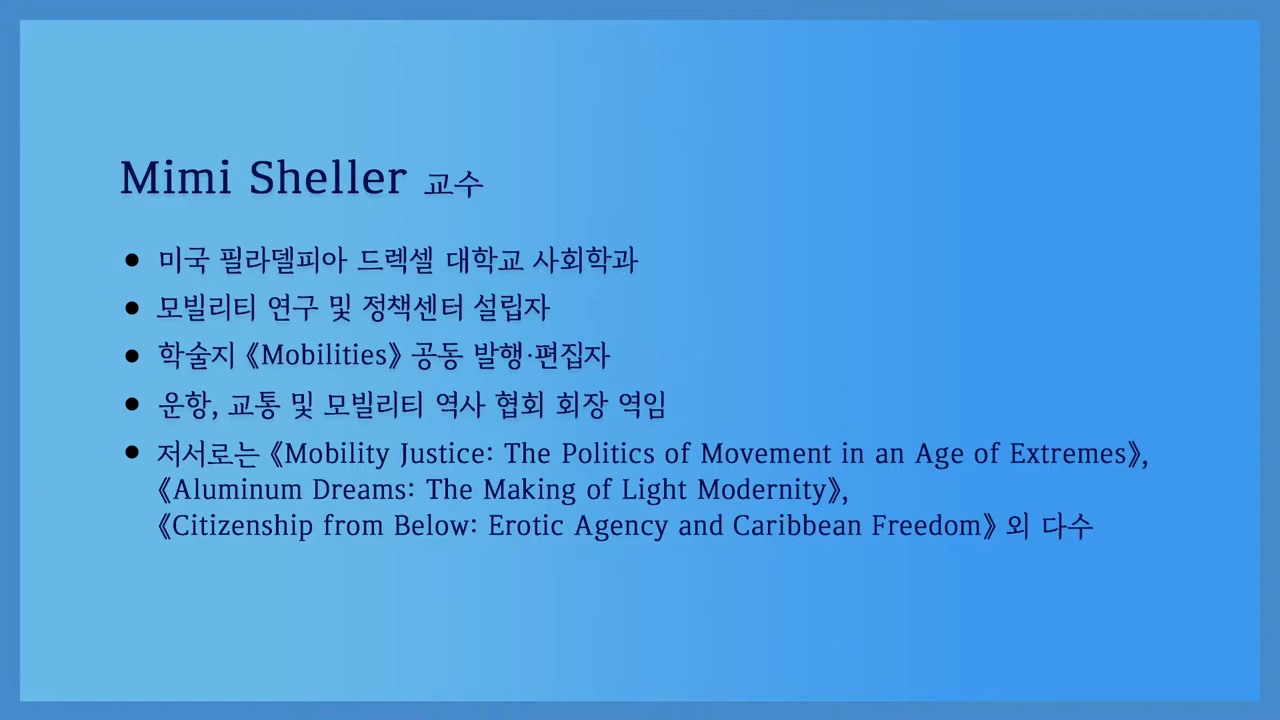 Mimi Sheller 교수
● 미국 필라델피아 드렉셀 대학교 사회학과
● 모빌리티 연구 및 정책센터 설립자
● 학술지 《Mobilities》 공동 발행·편집자
● 운항, 교통 및 모빌리티 역사 협회 회장 역임
● 저서로는 《Mobility Justice: The Politics of Movement in an Age of Extremes》,
《Aluminum Dreams: The Making of Light Modernity》,
《Citizenship from Below: Erotic Agency and Caribbean Freedom》 외 다수